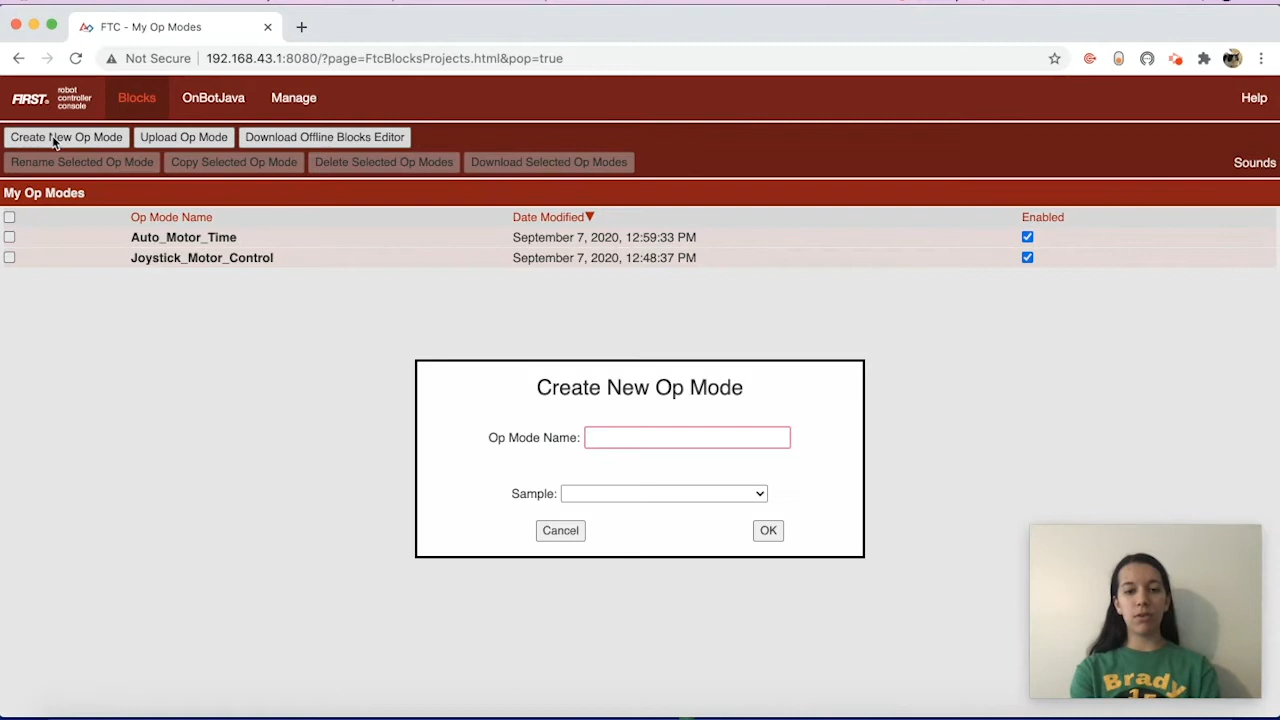 FTC - My Op Modes
Not Secure 192.168.43.1:8080/?page=FtcBlocksProjects.html&pop=true
FIRST. robot controller console Blocks OnBotJava Manage Help
Create New Op Mode Upload Op Mode Download Offline Blocks Editor
Rename Selected Op Mode Copy Selected Op Mode Delete Selected Op Modes Download Selected Op Modes Sounds
My Op Modes
Op Mode Name Date Modified▼ Enabled
Auto_Motor_Time September 7, 2020, 12:59:33 PM
Joystick_Motor_Control September 7, 2020, 12:48:37 PM
Create New Op Mode
Op Mode Name:
Sample:
Cancel OK
Brady